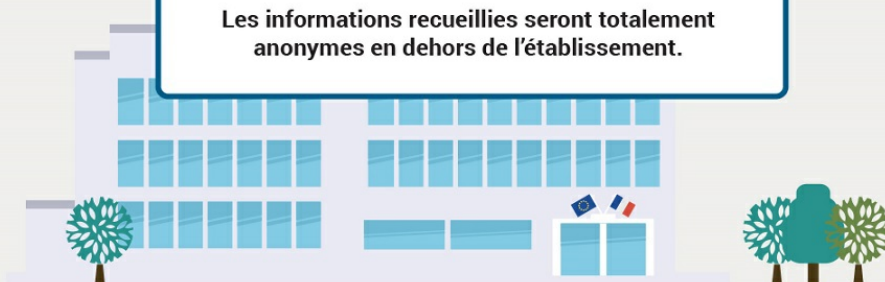 Les informations recueillies seront totalement
anonymes en dehors de l’établissement.